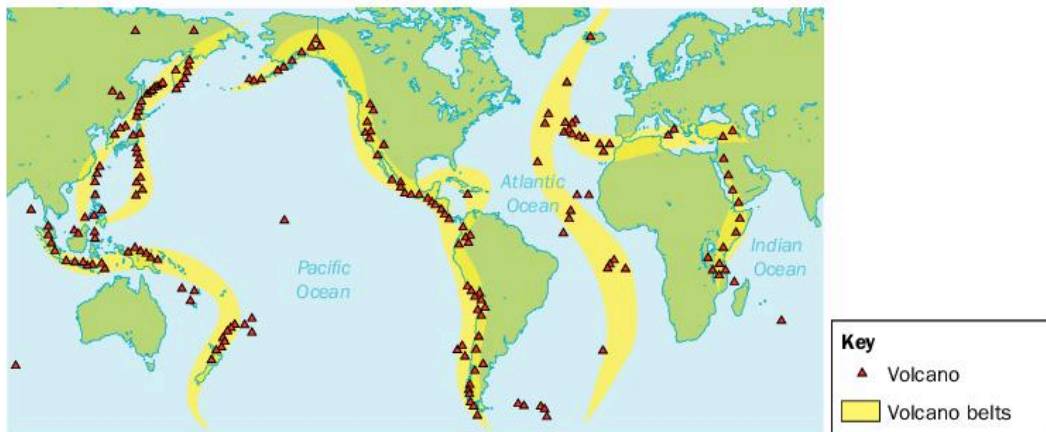 Atlantic
Ocean
Pacific
Ocean
Indian
Ocean
Key
Volcano
Volcano belts